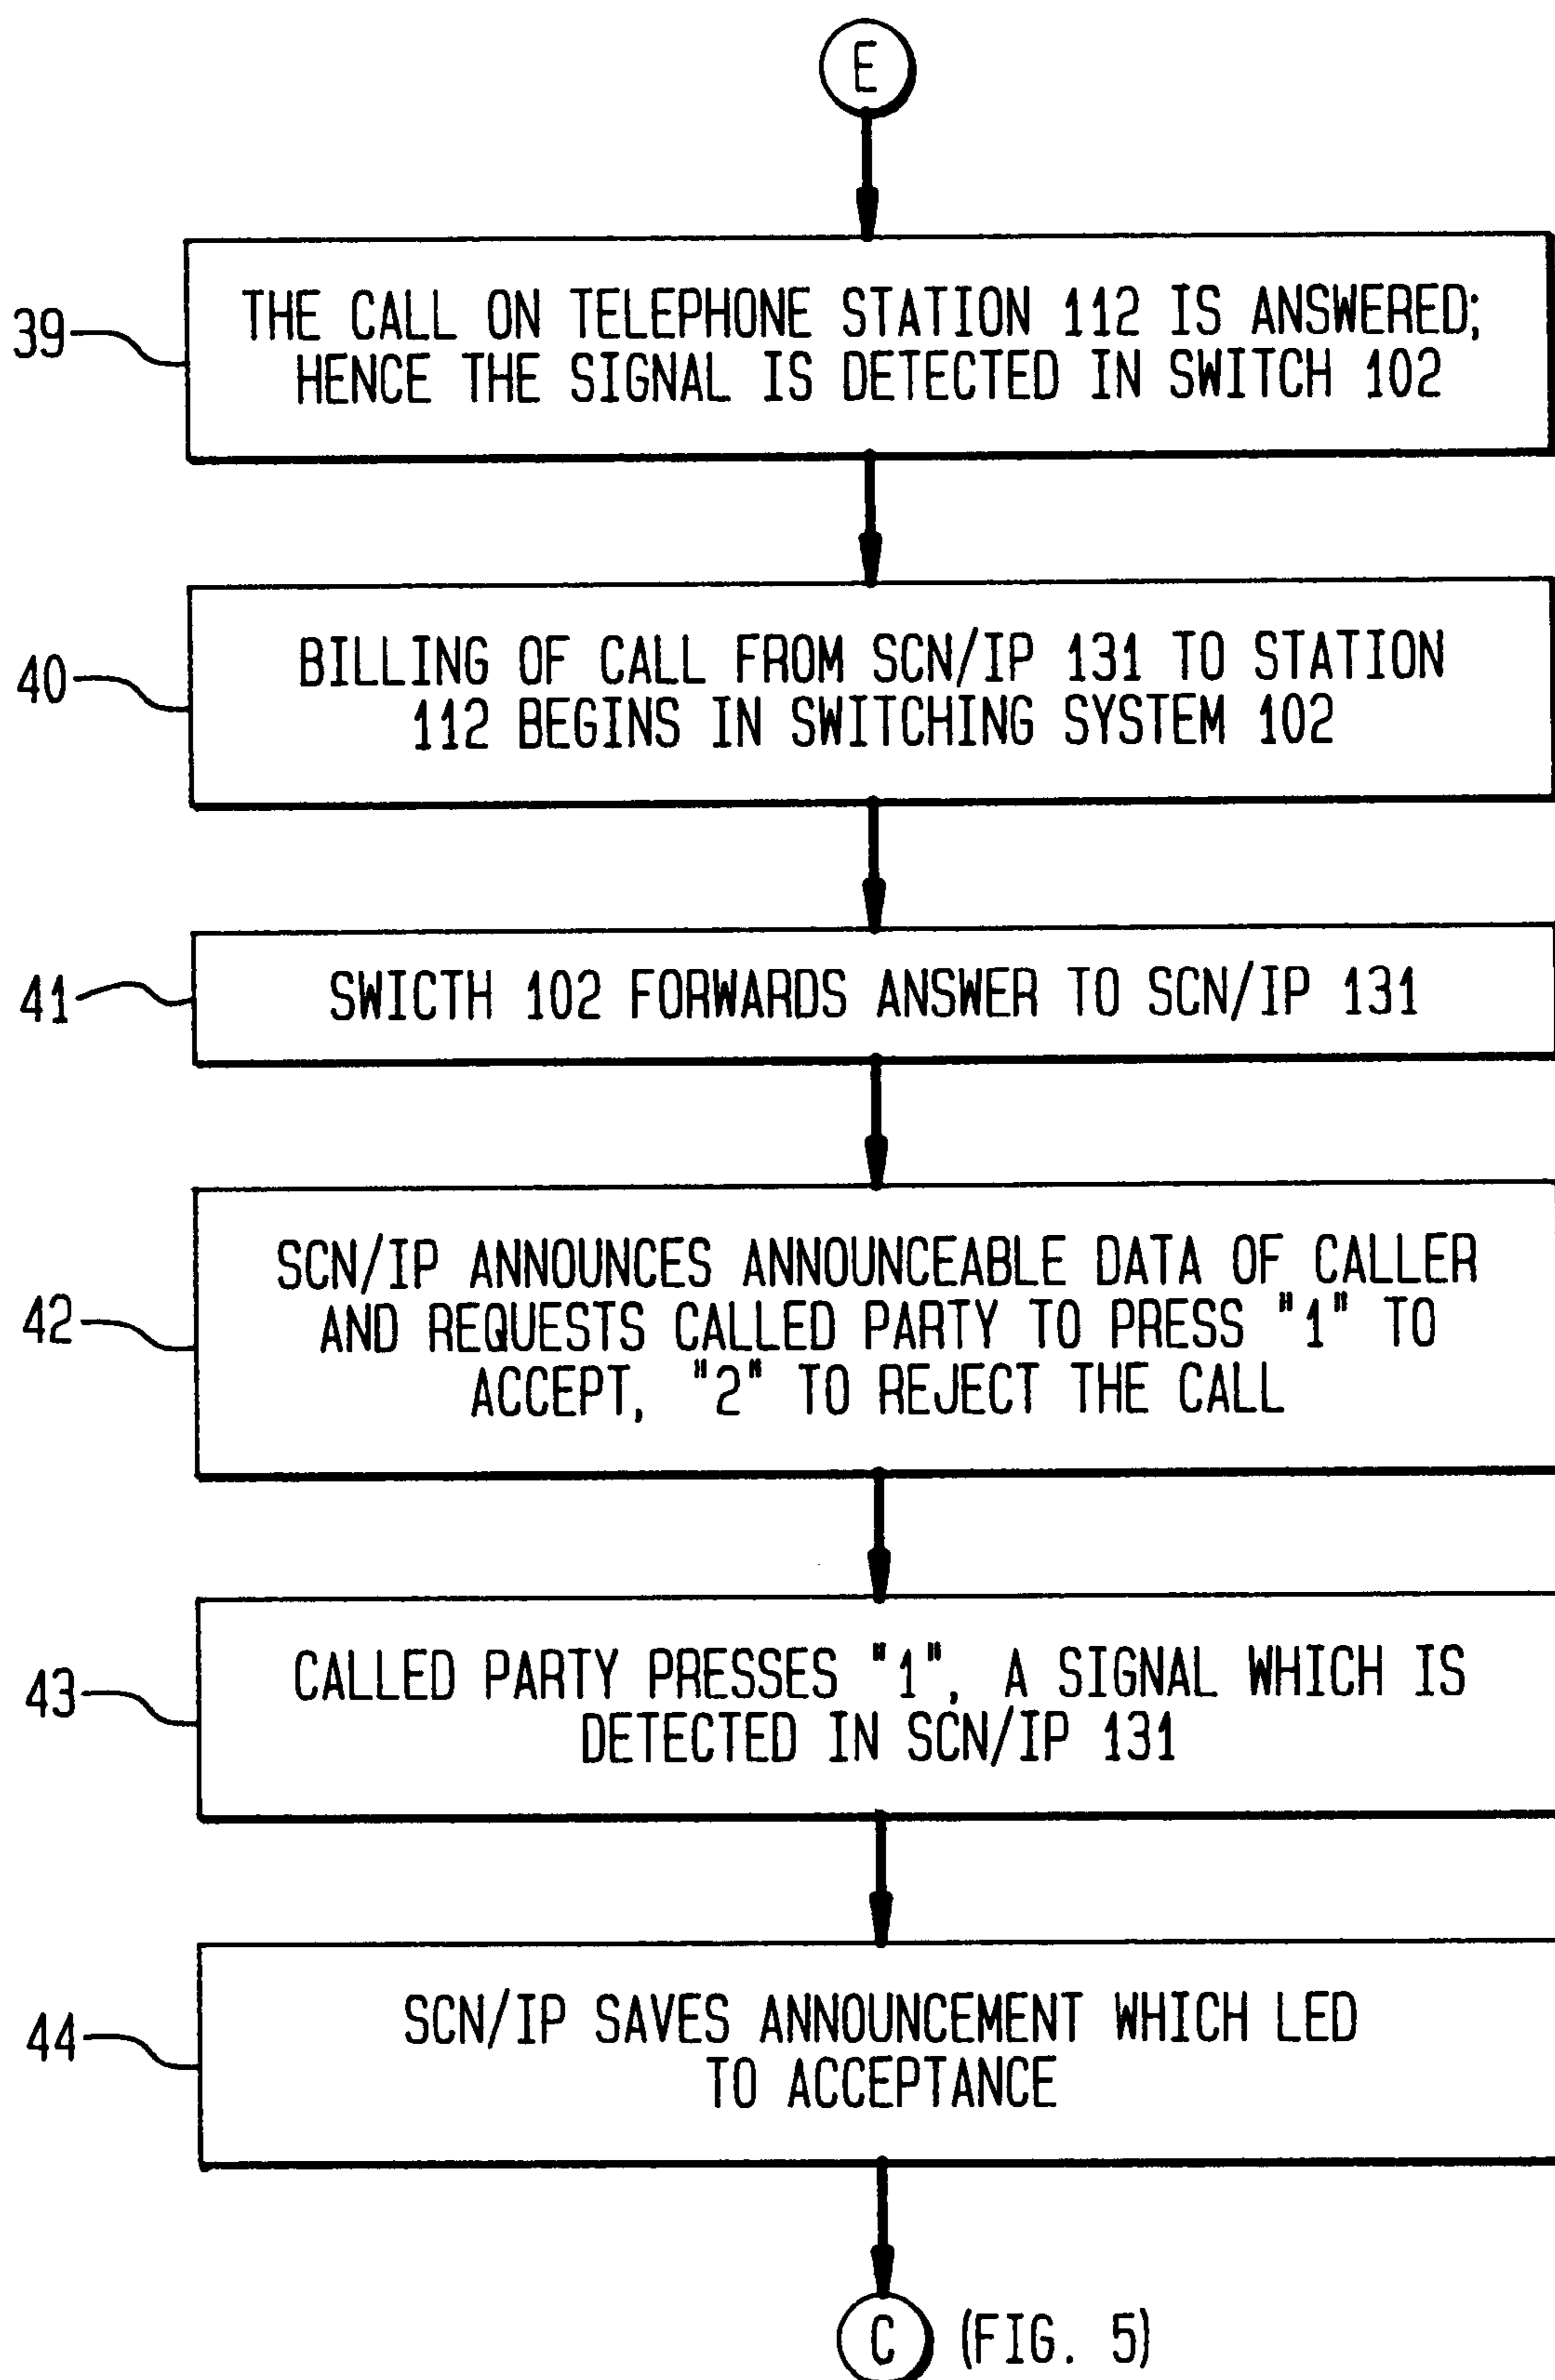 E
39
THE CALL ON TELEPHONE STATION 112 IS ANSWERED;
HENCE THE SIGNAL IS DETECTED IN SWITCH 102
40
BILLING OF CALL FROM SCN/IP 131 TO STATION
112 BEGINS IN SWITCHING SYSTEM 102
41
SWICTH 102 FORWARDS ANSWER TO SCN/IP 131
42
SCN/IP ANNOUNCES ANNOUNCEABLE DATA OF CALLER
AND REQUESTS CALLED PARTY TO PRESS "1" TO
ACCEPT, "2" TO REJECT THE CALL
43
CALLED PARTY PRESSES "1", A SIGNAL WHICH IS
DETECTED IN SCN/IP 131
44
SCN/IP SAVES ANNOUNCEMENT WHICH LED
TO ACCEPTANCE
C (FIG. 5)